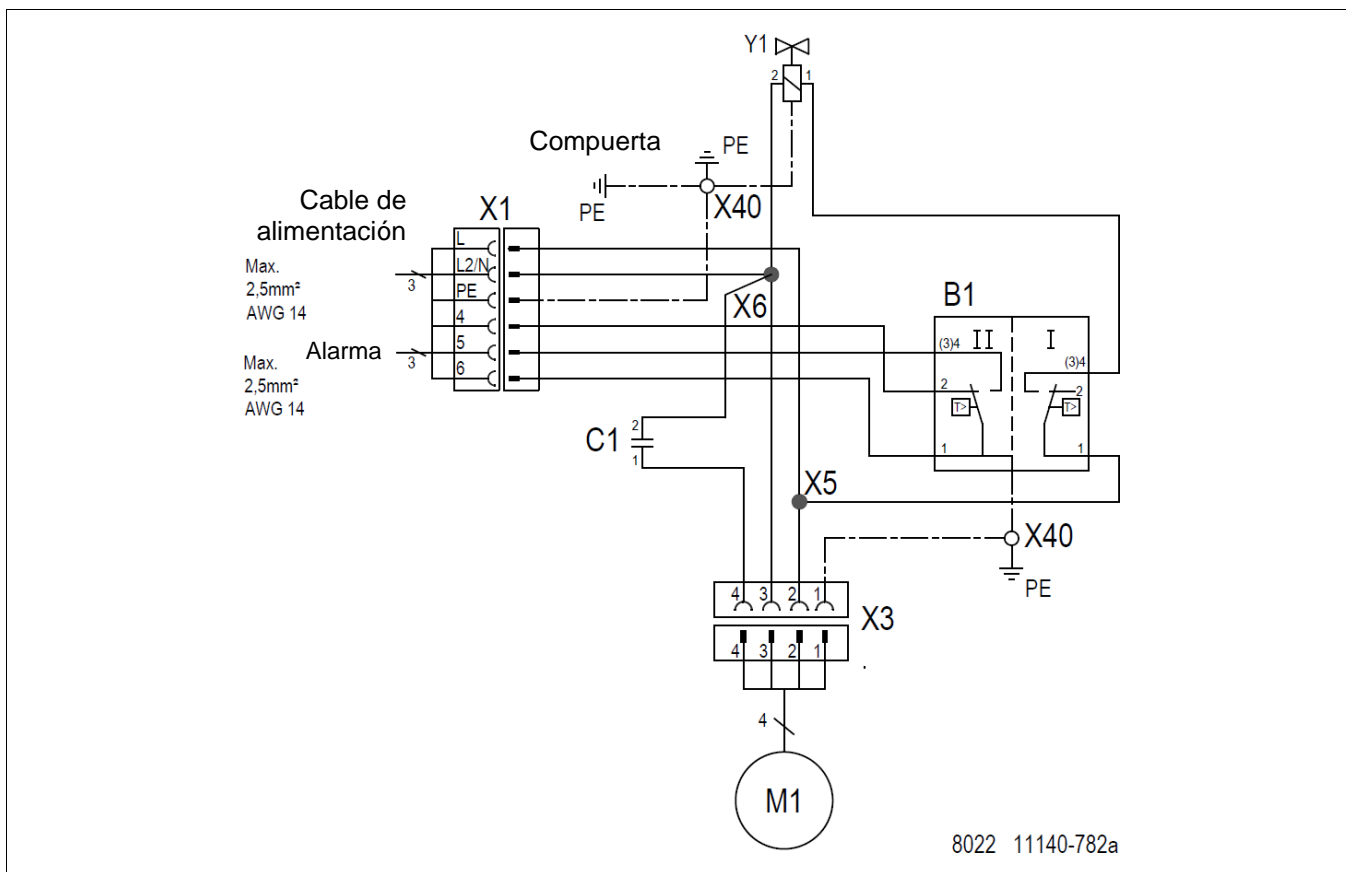 Y1
2 1
Compuerta
PE
PE
X40
Cable de
alimentación
X1
Max.
2,5mm²
AWG 14
3
L
L2/N
PE
4
5
6
Alarma
3
Max.
2,5mm²
AWG 14
X6
B1
II I
(3)4
(3)4
2
2
T>
T>
1
1
C1
2
1
X5
X40
PE
4 3 2 1
X3
4 3 2 1
4
M1
8022 11140-782a